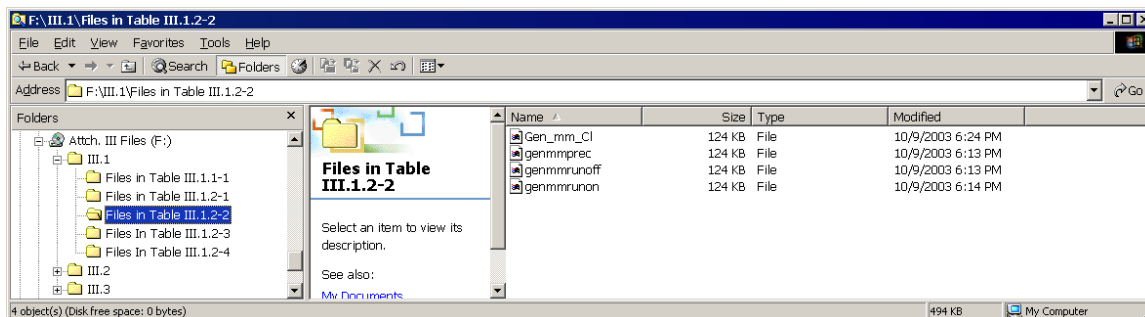 F:\III.1\Files in Table III.1.2-2
File Edit View Favorites Tools Help
Back Search Folders
Address F:\III.1\Files in Table III.1.2-2 Go
Folders
Attch. III Files (F:)
III.1
Files in Table III.1.1-1
Files in Table III.1.2-1
Files in Table III.1.2-2
Files In Table III.1.2-3
Files In Table III.1.2-4
III.2
III.3
Files in Table
III.1.2-2
Select an item to view its
description.
See also:
My Documents
Name Size Type Modified
Gen_mm_Cl 124 KB File 10/9/2003 6:24 PM
genmmprec 124 KB File 10/9/2003 6:13 PM
genmmrunoff 124 KB File 10/9/2003 6:13 PM
genmmrunon 124 KB File 10/9/2003 6:14 PM
4 object(s) (Disk free space: 0 bytes) 494 KB My Computer